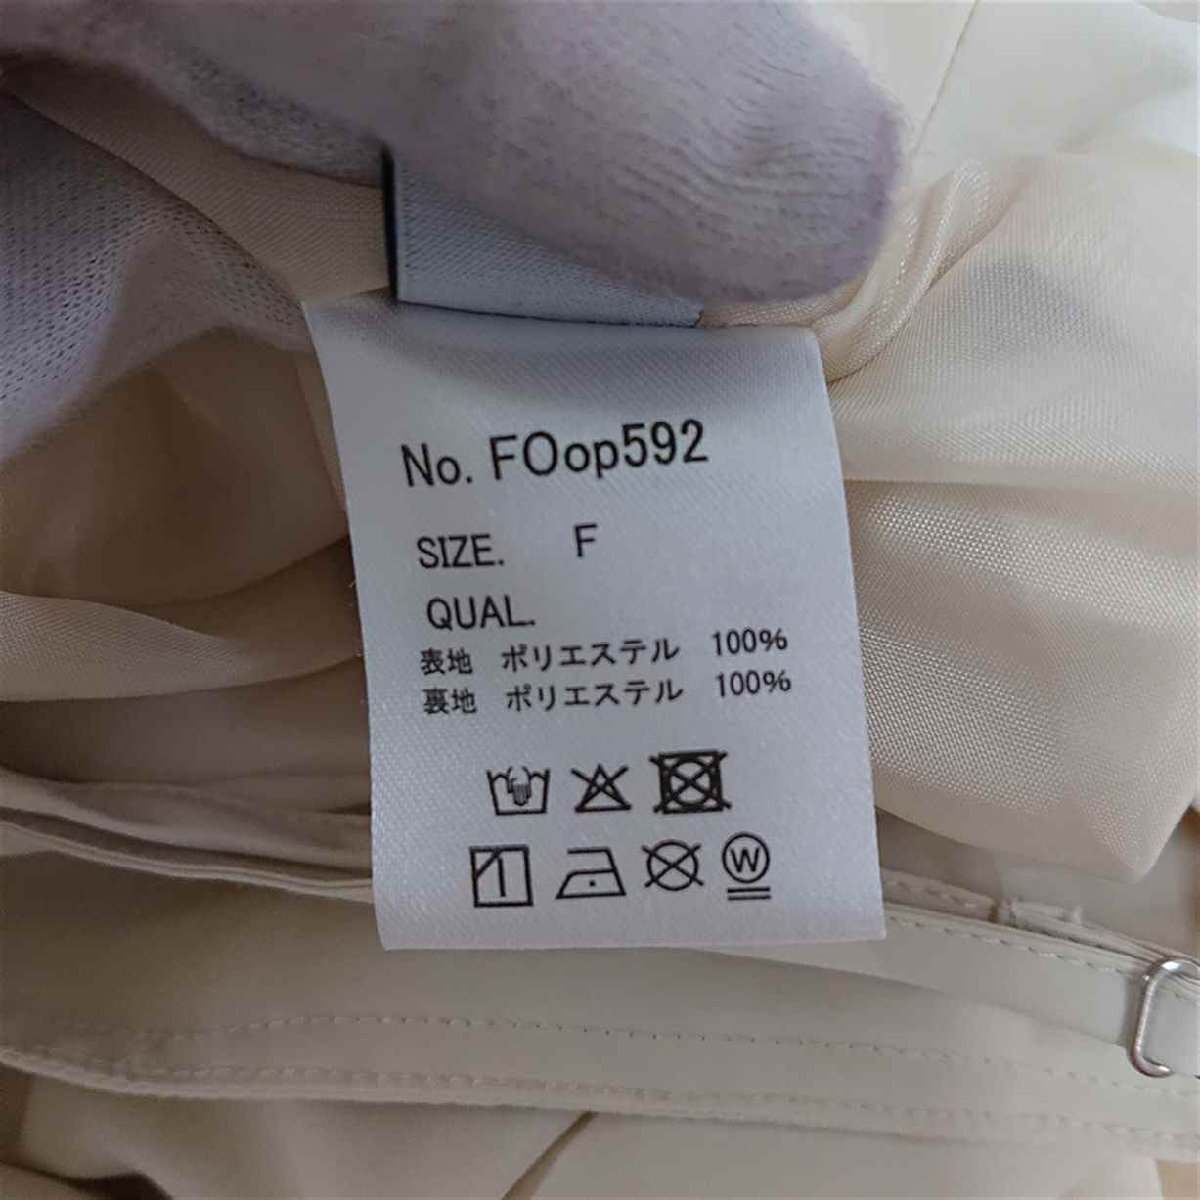 No. FOop592
SIZE. F
QUAL.
表地 ポリエステル 100%
裏地 ポリエステル 100%
W